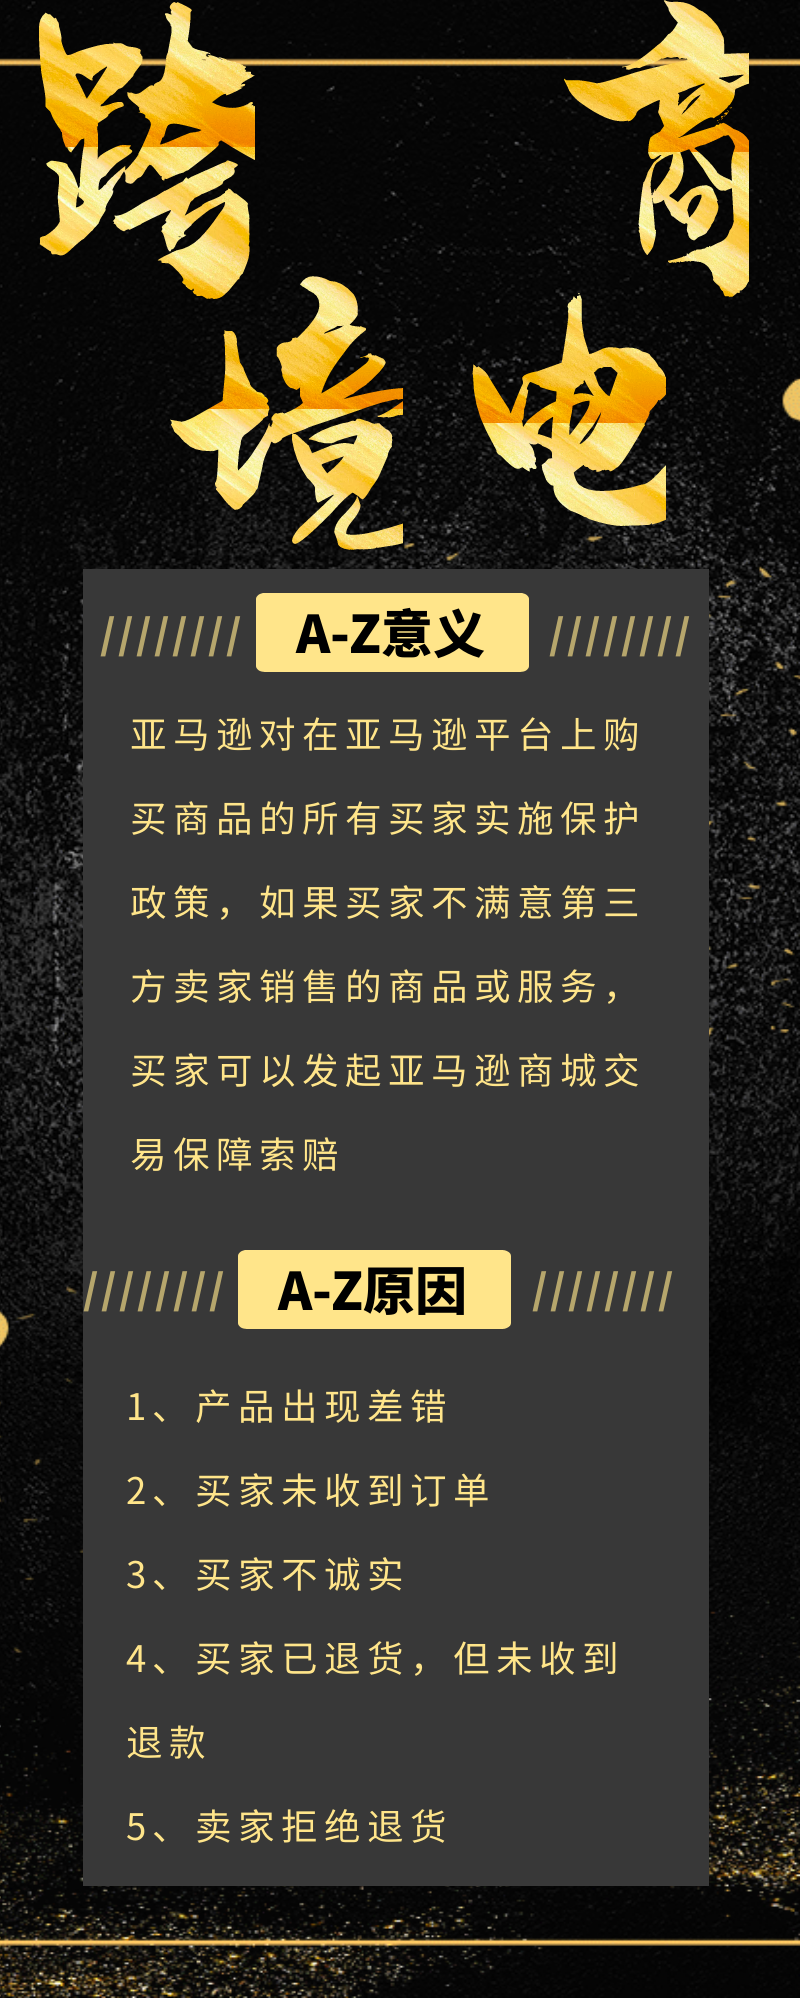 跨境电商
A-Z意义
亚马逊对在亚马逊平台上购
买商品的所有买家实施保护
政策，如果买家不满意第三
方卖家销售的商品或服务，
买家可以发起亚马逊商城交
易保障索赔
A-Z原因
1、产品出现差错
2、买家未收到订单
3、买家不诚实
4、买家已退货，但未收到
退款
5、卖家拒绝退货